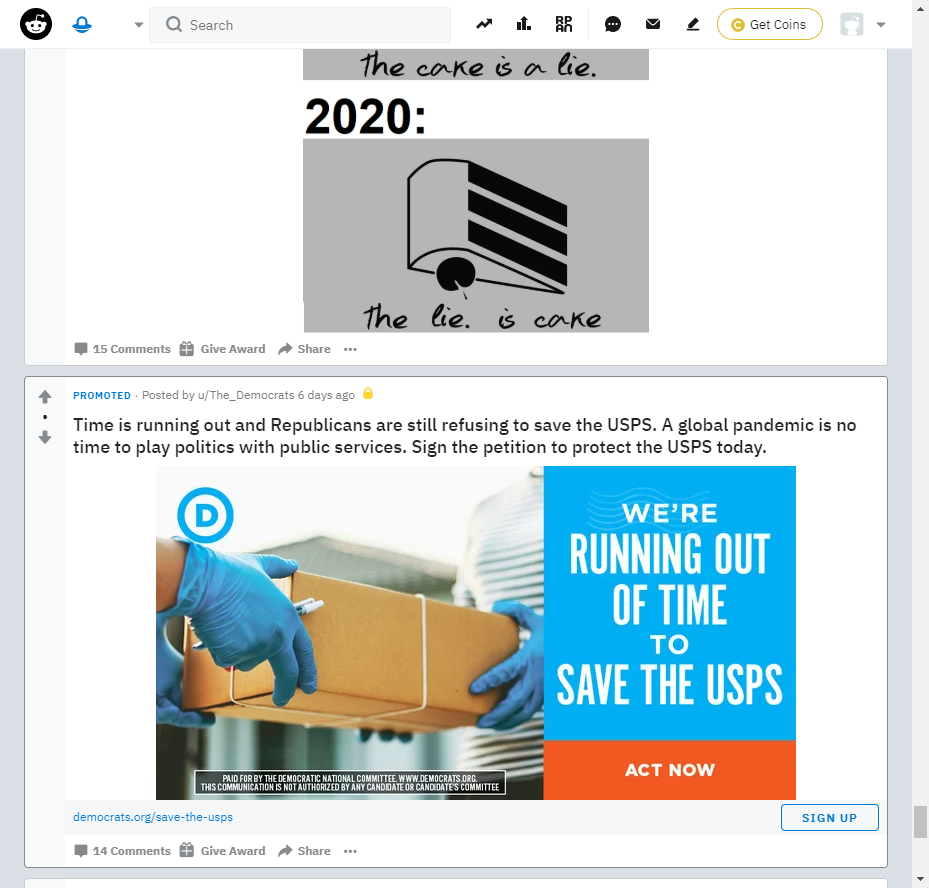 Search
RP
AN
Get Coins
The cake is a lie.
2020:
The lie. is cake
15 Comments Give Award Share
PROMOTED · Posted by u/The_Democrats 6 days ago
Time is running out and Republicans are still refusing to save the USPS. A global pandemic is no
time to play politics with public services. Sign the petition to protect the USPS today.
D
WE'RE
RUNNING OUT
OF TIME
TO
SAVE THE USPS
ACT NOW
PAID FOR BY THE DEMOCRATIC NATIONAL COMMITTEE. WWW.DEMOCRATS.ORG.
THIS COMMUNICATION IS NOT AUTHORIZED BY ANY CANDIDATE OR CANDIDATE'S COMMITTEE
democrats.org/save-the-usps
SIGN UP
14 Comments Give Award Share